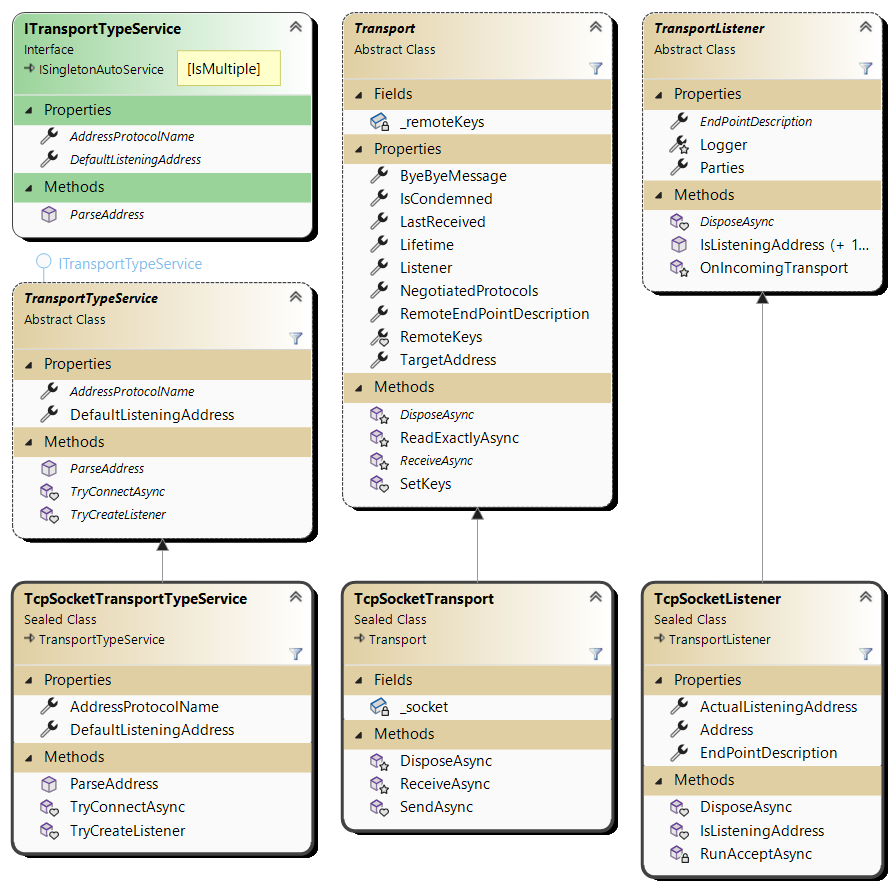 ITransportTypeService
Interface
ISingletonAutoService
[IsMultiple]
Properties
AddressProtocolName
DefaultListeningAddress
Methods
ParseAddress
ITransportTypeService
TransportTypeService
Abstract Class
Properties
AddressProtocolName
DefaultListeningAddress
Methods
ParseAddress
TryConnectAsync
TryCreateListener
TcpSocketTransportTypeService
Sealed Class
TransportTypeService
Properties
AddressProtocolName
DefaultListeningAddress
Methods
ParseAddress
TryConnectAsync
TryCreateListener
Transport
Abstract Class
Fields
_remoteKeys
Properties
ByeByeMessage
IsCondemned
LastReceived
Lifetime
Listener
NegotiatedProtocols
RemoteEndPointDescription
RemoteKeys
TargetAddress
Methods
DisposeAsync
ReadExactlyAsync
ReceiveAsync
SetKeys
TcpSocketTransport
Sealed Class
Transport
Fields
_socket
Methods
DisposeAsync
ReceiveAsync
SendAsync
TransportListener
Abstract Class
Properties
EndPointDescription
Logger
Parties
Methods
DisposeAsync
IsListeningAddress (+ 1...
OnIncomingTransport
TcpSocketListener
Sealed Class
TransportListener
Properties
ActualListeningAddress
Address
EndPointDescription
Methods
DisposeAsync
IsListeningAddress
RunAcceptAsync